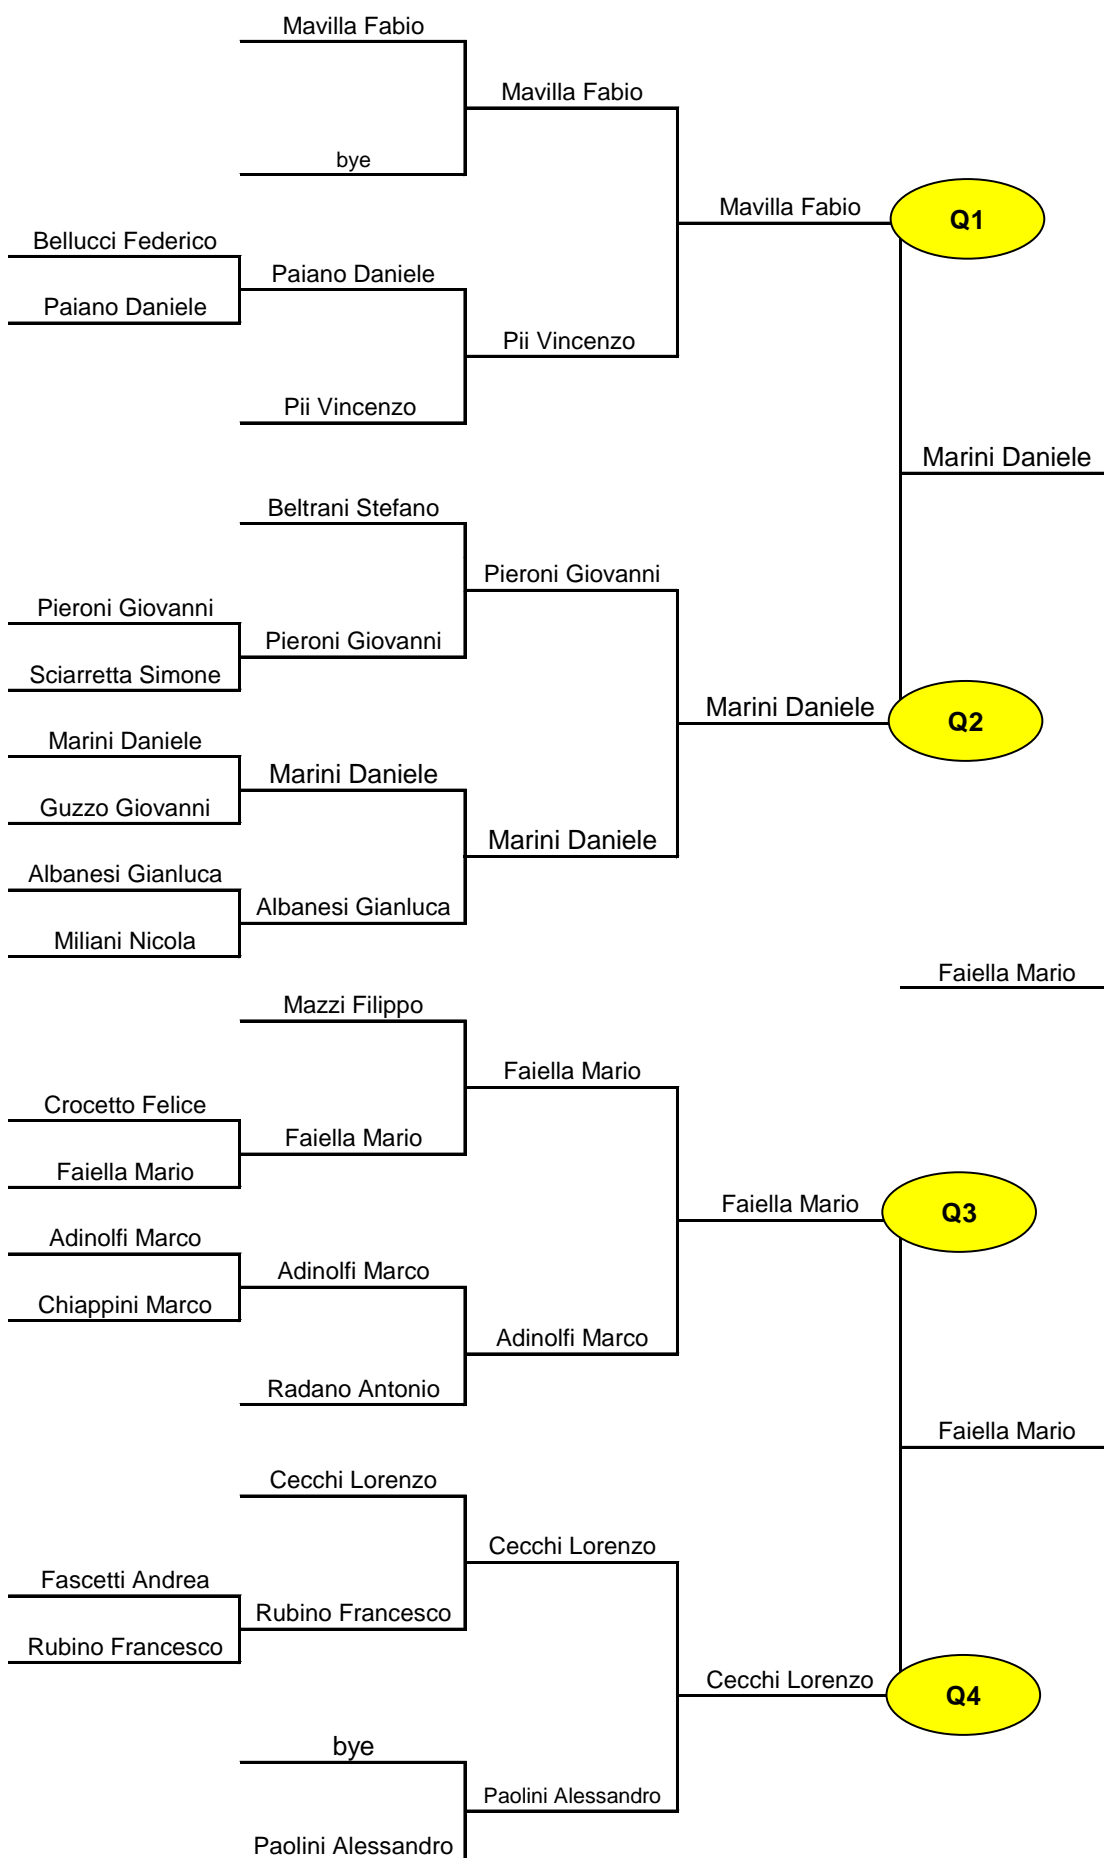 Mavilla Fabio
Mavilla Fabio
bye
Mavilla Fabio
Q1
Bellucci Federico
Paiano Daniele
Paiano Daniele
Pii Vincenzo
Pii Vincenzo
Marini Daniele
Beltrani Stefano
Pieroni Giovanni
Pieroni Giovanni
Pieroni Giovanni
Sciarretta Simone
Marini Daniele
Q2
Marini Daniele
Marini Daniele
Guzzo Giovanni
Marini Daniele
Albanesi Gianluca
Albanesi Gianluca
Miliani Nicola
Faiella Mario
Mazzi Filippo
Faiella Mario
Crocetto Felice
Faiella Mario
Faiella Mario
Faiella Mario
Q3
Adinolfi Marco
Adinolfi Marco
Chiappini Marco
Adinolfi Marco
Radano Antonio
Faiella Mario
Cecchi Lorenzo
Cecchi Lorenzo
Fascetti Andrea
Rubino Francesco
Rubino Francesco
Cecchi Lorenzo
Q4
bye
Paolini Alessandro
Paolini Alessandro